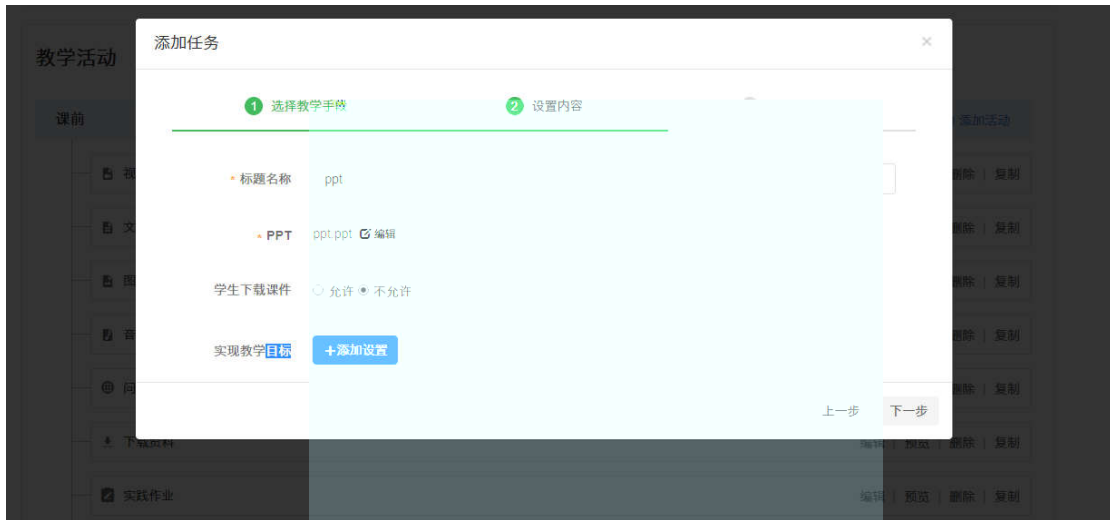 添加任务 ×
教学活动
1 选择教学手段 2 设置内容
课前 添加活动
* 标题名称 ppt
删除 | 复制
* PPT ppt.ppt 编辑
删除 | 复制
学生下载课件 允许 不允许
删除 | 复制
删除 | 复制
实现教学目标 +添加设置
删除 | 复制
上一步 下一步
下载资料 编辑 | 预览 | 删除 | 复制
实践作业 编辑 | 预览 | 删除 | 复制